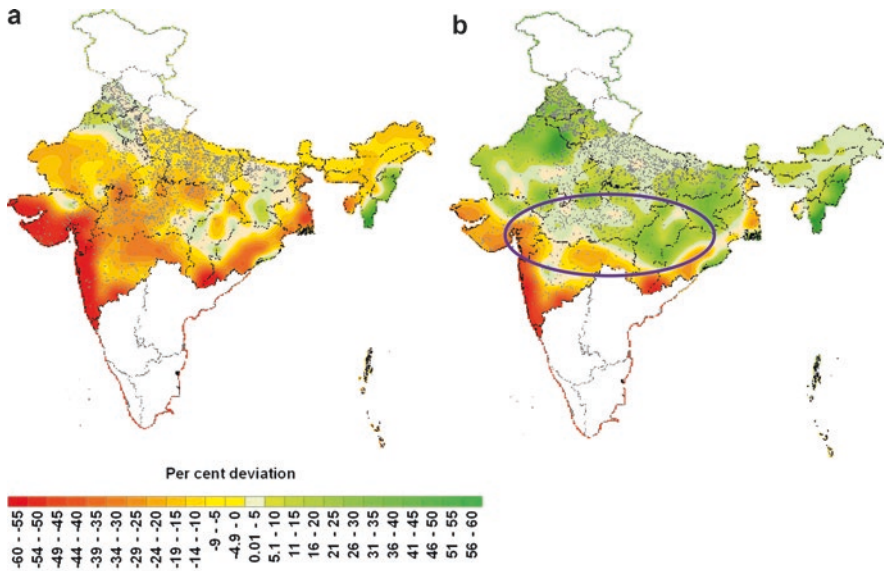 a
b
Per cent deviation
-60 - -55
-54 - -50
-49 - -45
-44 - -40
-39 - -35
-34 - -30
-29 - -25
-24 - -20
-19 - -15
-14 - -10
-9 - -5
-4.9 - 0
0.01 - 5
5.1 - 10
11 - 15
16 - 20
21 - 25
26 - 30
31 - 35
36 - 40
41 - 45
46 - 50
51 - 55
56 - 60